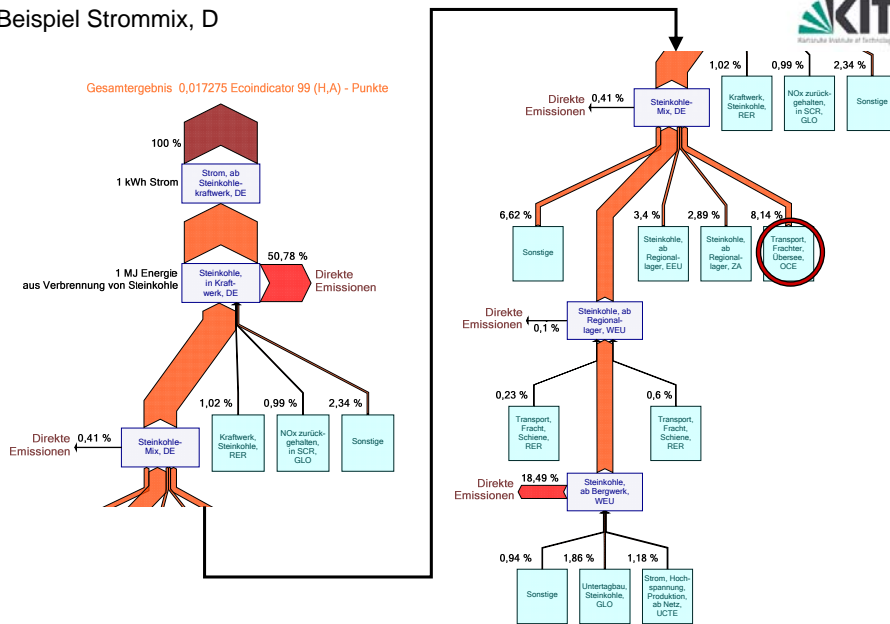 Beispiel Strommix, D
KIT
Karlsruhe Institute of Technology
Gesamtergebnis 0,017275 Ecoindicator 99 (H,A) - Punkte
100 %
1 kWh Strom
Strom, ab
Steinkohle-
kraftwerk, DE
50,78 %
1 MJ Energie
aus Verbrennung von Steinkohle
Steinkohle,
in Kraft-
werk, DE
Direkte
Emissionen
1,02 %
0,99 %
2,34 %
Direkte
Emissionen
0,41 %
Steinkohle-
Mix, DE
Kraftwerk,
Steinkohle,
RER
NOx zurück-
gehalten,
in SCR,
GLO
Sonstige
1,02 %
0,99 %
2,34 %
Direkte
Emissionen
0,41 %
Steinkohle-
Mix, DE
Kraftwerk,
Steinkohle,
RER
NOx zurück-
gehalten,
in SCR,
GLO
Sonstige
6,62 %
3,4 %
2,89 %
8,14 %
Sonstige
Steinkohle,
ab
Regional-
lager, EEU
Steinkohle,
ab
Regional-
lager, ZA
Transport,
Frachter,
Übersee,
OCE
Direkte
Emissionen
0,1 %
Steinkohle, ab
Regional-
lager, WEU
0,23 %
0,6 %
Transport,
Fracht,
Schiene,
RER
Transport,
Fracht,
Schiene,
RER
Direkte
Emissionen
18,49 %
Steinkohle,
ab Bergwerk,
WEU
0,94 %
1,86 %
1,18 %
Sonstige
Untertagbau,
Steinkohle,
GLO
Strom, Hoch-
spannung,
Produktion,
ab Netz,
UCTE